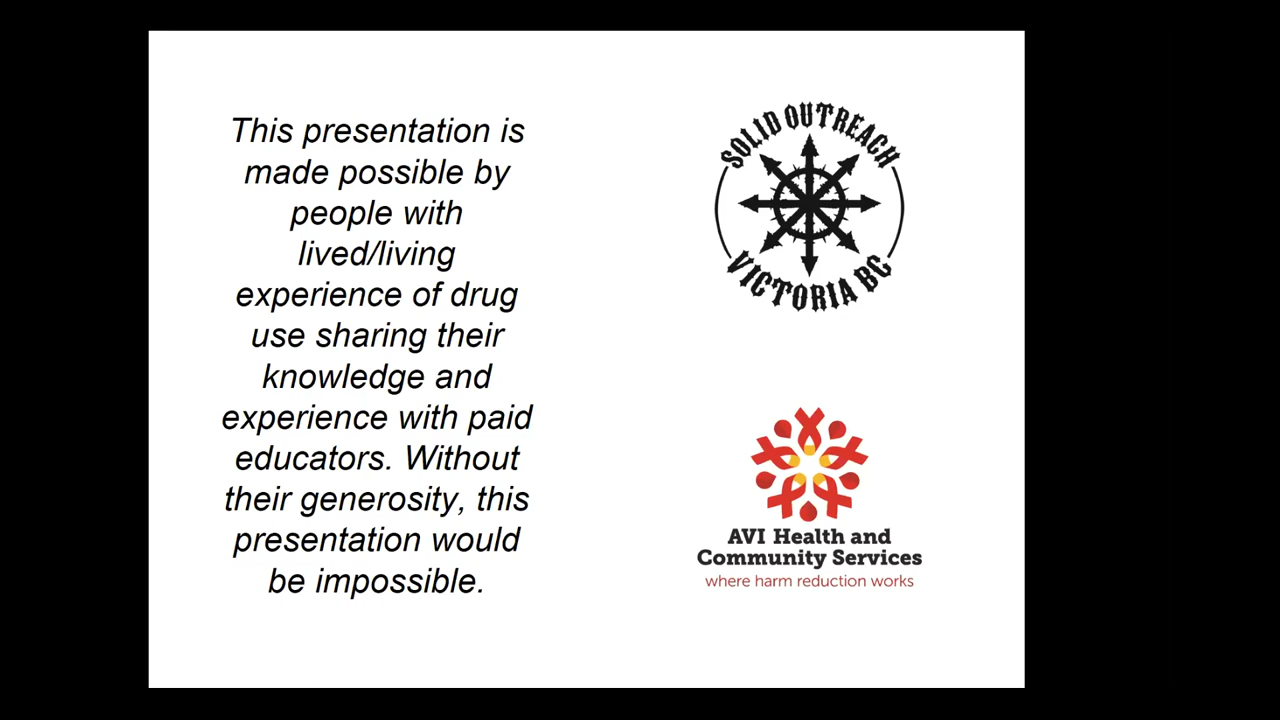 This presentation is
made possible by
people with
lived/living
experience of drug
use sharing their
knowledge and
experience with paid
educators. Without
their generosity, this
presentation would
be impossible.
SOLID OUTREACH
VICTORIA BC
AVI Health and
Community Services
where harm reduction works